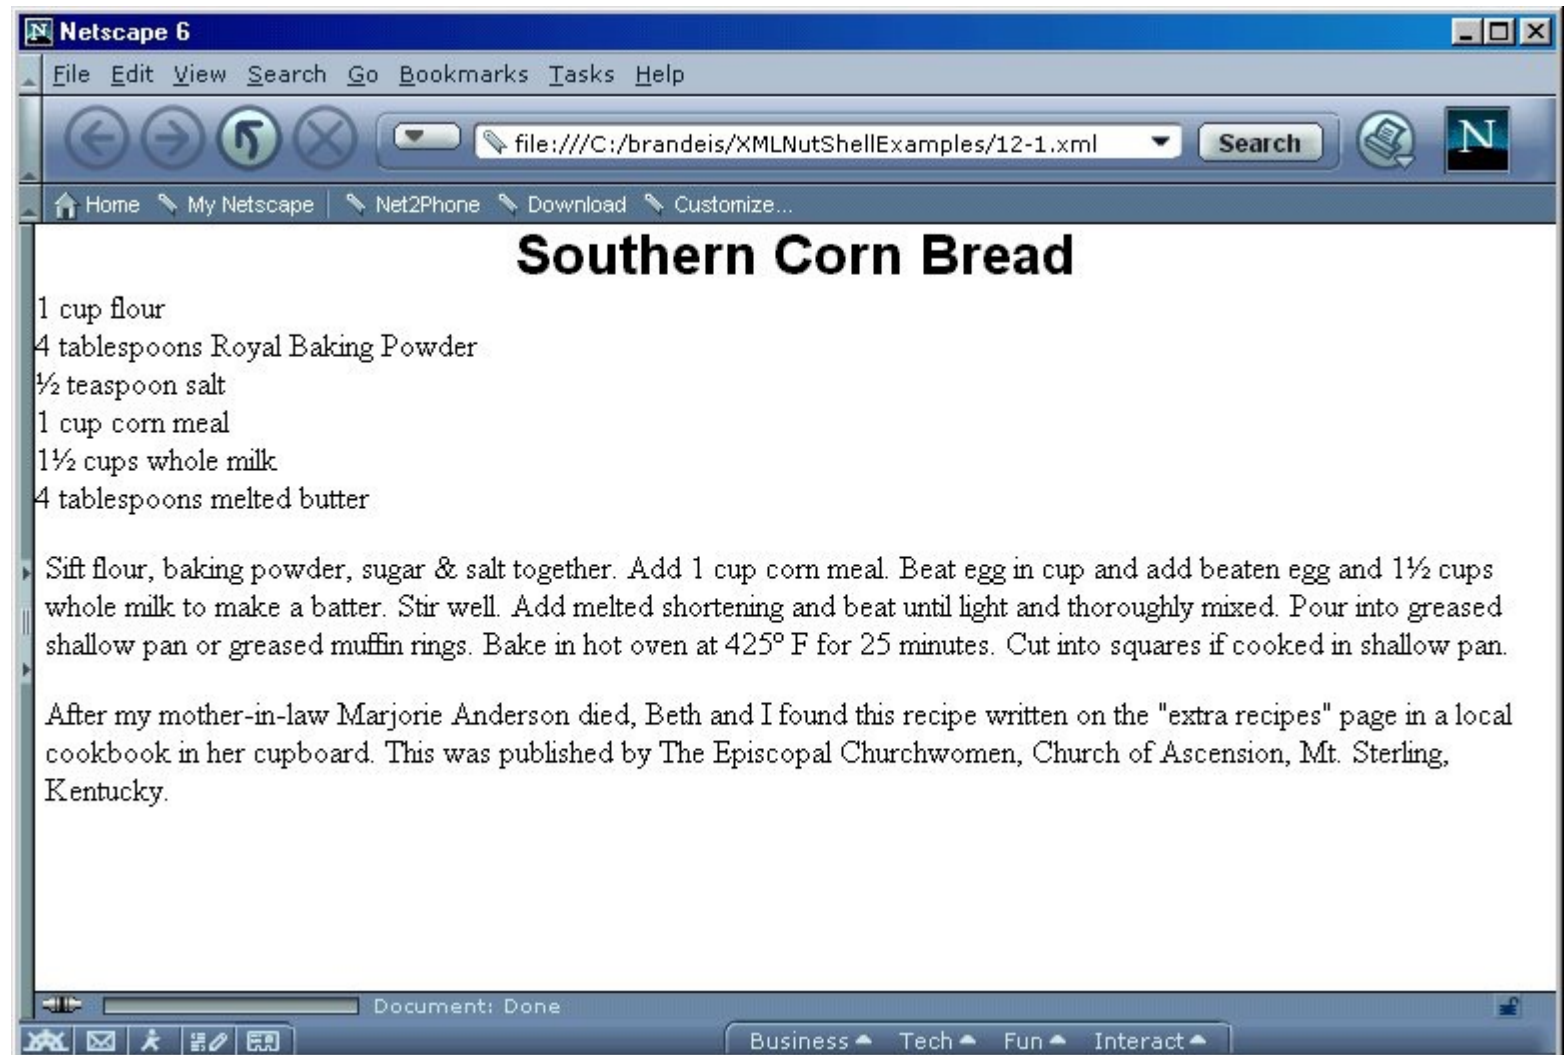 Netscape 6
File Edit View Search Go Bookmarks Tasks Help
file:///C:/brandeis/XMLNutShellExamples/12-1.xml Search N
Home My Netscape Net2Phone Download Customize...
Southern Corn Bread
1 cup flour
4 tablespoons Royal Baking Powder
½ teaspoon salt
1 cup corn meal
1½ cups whole milk
4 tablespoons melted butter
Sift flour, baking powder, sugar & salt together. Add 1 cup corn meal. Beat egg in cup and add beaten egg and 1½ cups
whole milk to make a batter. Stir well. Add melted shortening and beat until light and thoroughly mixed. Pour into greased
shallow pan or greased muffin rings. Bake in hot oven at 425º F for 25 minutes. Cut into squares if cooked in shallow pan.
After my mother-in-law Marjorie Anderson died, Beth and I found this recipe written on the "extra recipes" page in a local
cookbook in her cupboard. This was published by The Episcopal Churchwomen, Church of Ascension, Mt. Sterling,
Kentucky.
Document: Done
Business Tech Fun Interact